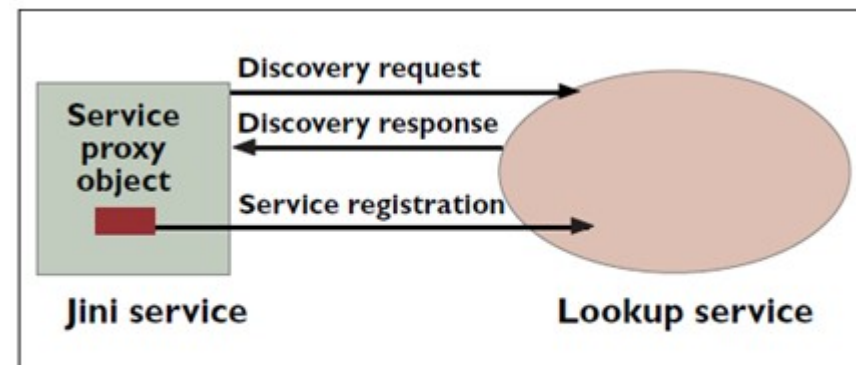 Discovery request
Service
proxy
object
Discovery response
Service registration
Jini service
Lookup service